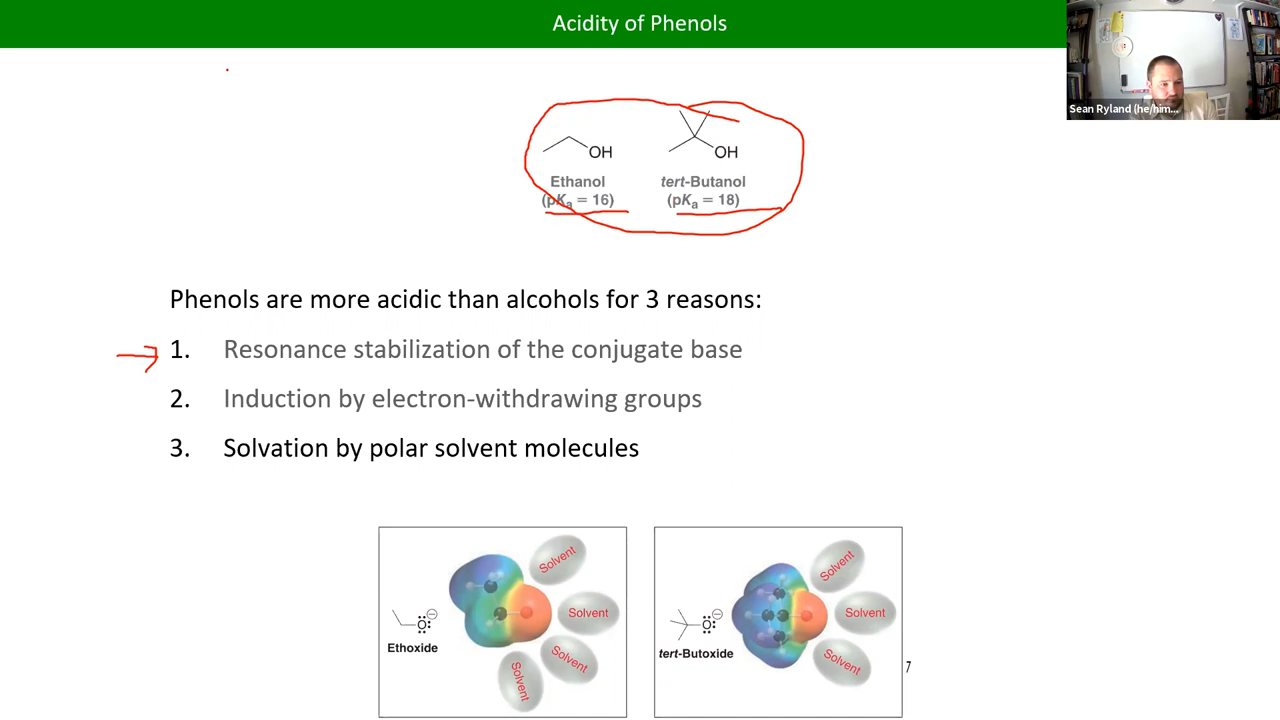 Acidity of Phenols
Sean Ryland (he/him...
OH
OH
Ethanol
tert-Butanol
(pKa = 16)
(pKa = 18)
Phenols are more acidic than alcohols for 3 reasons:
1. Resonance stabilization of the conjugate base
2. Induction by electron-withdrawing groups
3. Solvation by polar solvent molecules
Solvent
Solvent
Solvent
Solvent
O
Ethoxide
Solvent
Solvent
Solvent
O
tert-Butoxide
7